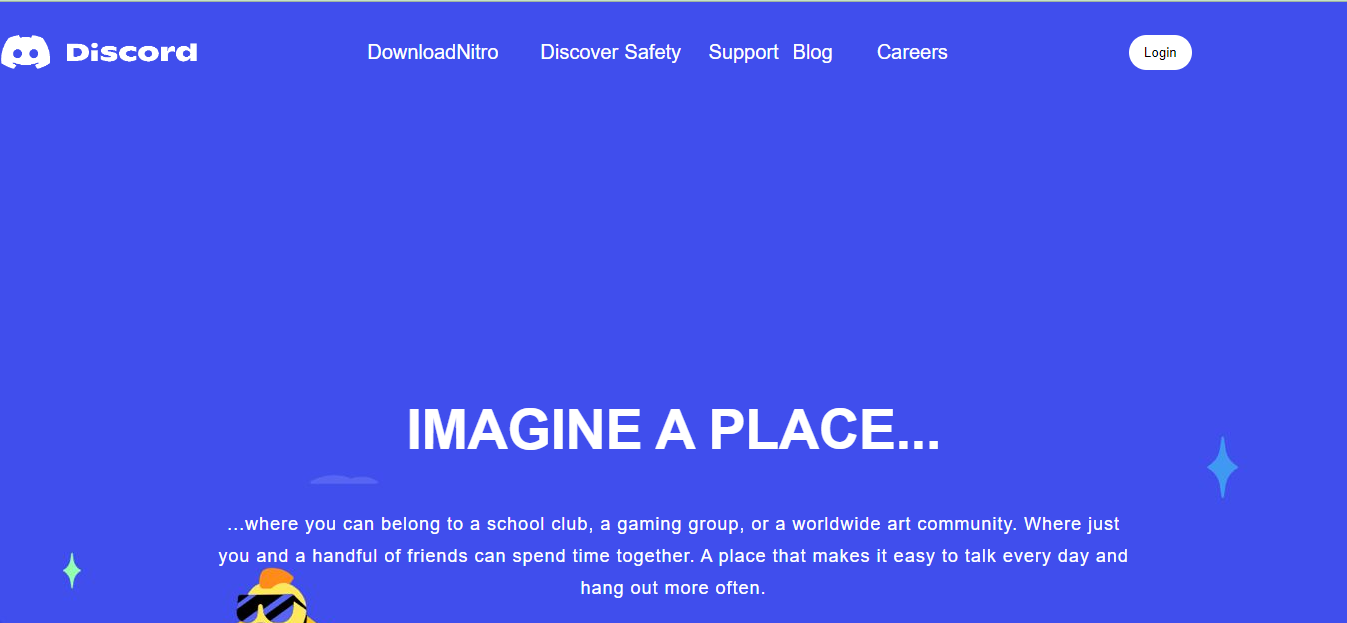 Discord DownloadNitro Discover Safety Support Blog Careers Login
IMAGINE A PLACE...
...where you can belong to a school club, a gaming group, or a worldwide art community. Where just
you and a handful of friends can spend time together. A place that makes it easy to talk every day and
hang out more often.